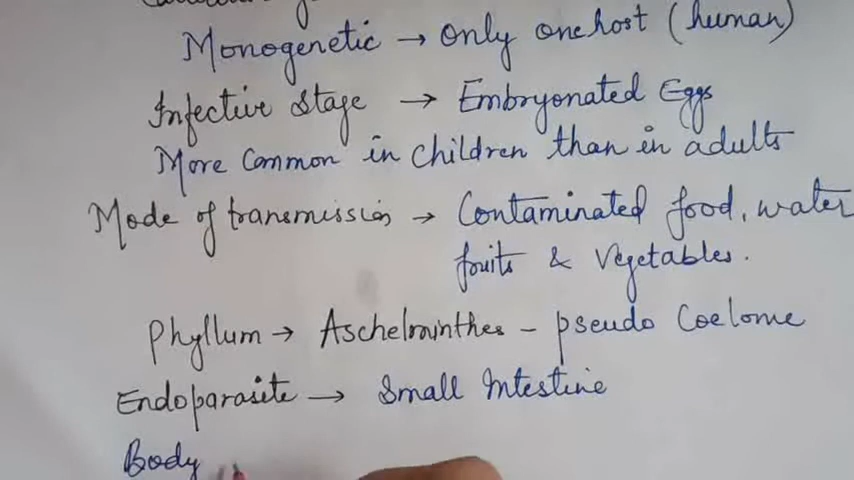 Monogenetic → Only one host (human)
Infective Stage → Embryonated Eggs
More Common in children than in adults
Mode of transmission → Contaminated food, water
fruits & Vegetables.
Phyllum → Aschelminthes - pseudo Coelome
Endoparasite → Small Intestine
Body